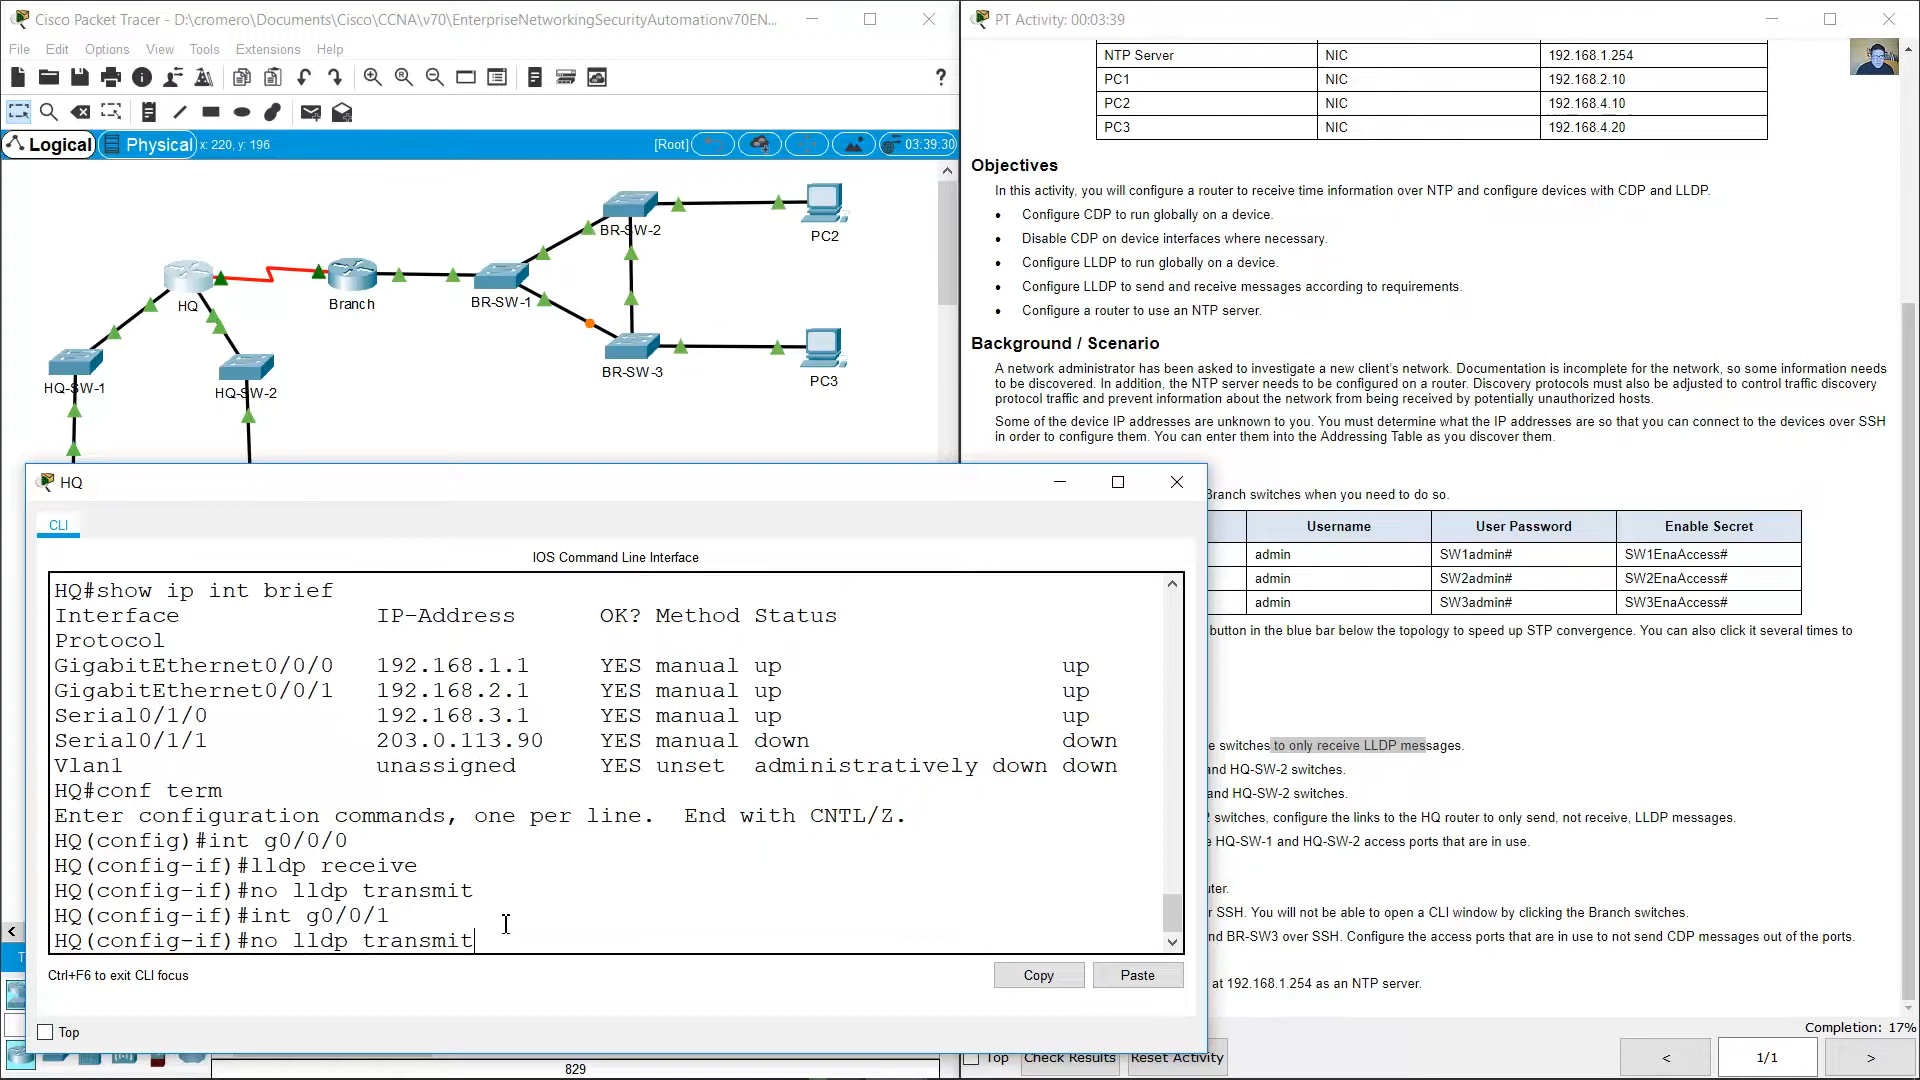 Cisco Packet Tracer - D:\cromero\Documents\Cisco\CCNA\v70\EnterpriseNetworkingSecurityAutomationv70EN...
File Edit Options View Tools Extensions Help
Logical
Physical
x: 220, y: 196
[Root]
03:39:30
BR-SW-2
PC2
HQ
Branch
BR-SW-1
BR-SW-3
PC3
HQ-SW-1
HQ-SW-2
HQ
CLI
IOS Command Line Interface
HQ#show ip int brief
Interface IP-Address OK? Method Status
Protocol
GigabitEthernet0/0/0 192.168.1.1 YES manual up up
GigabitEthernet0/0/1 192.168.2.1 YES manual up up
Serial0/1/0 192.168.3.1 YES manual up up
Serial0/1/1 203.0.113.90 YES manual down down
Vlan1 unassigned YES unset administratively down down
HQ#conf term
Enter configuration commands, one per line. End with CNTL/Z.
HQ(config)#int g0/0/0
HQ(config-if)#lldp receive
HQ(config-if)#no lldp transmit
HQ(config-if)#int g0/0/1
HQ(config-if)#no lldp transmit
Ctrl+F6 to exit CLI focus
Copy
Paste
Top
829
PT Activity: 00:03:39
NTP Server NIC 192.168.1.254
PC1 NIC 192.168.2.10
PC2 NIC 192.168.4.10
PC3 NIC 192.168.4.20
Objectives
In this activity, you will configure a router to receive time information over NTP and configure devices with CDP and LLDP.
• Configure CDP to run globally on a device.
• Disable CDP on device interfaces where necessary.
• Configure LLDP to run globally on a device.
• Configure LLDP to send and receive messages according to requirements.
• Configure a router to use an NTP server.
Background / Scenario
A network administrator has been asked to investigate a new client's network. Documentation is incomplete for the network, so some information needs
to be discovered. In addition, the NTP server needs to be configured on a router. Discovery protocols must also be adjusted to control traffic discovery
protocol traffic and prevent information about the network from being received by potentially unauthorized hosts.
Some of the device IP addresses are unknown to you. You must determine what the IP addresses are so that you can connect to the devices over SSH
in order to configure them. You can enter them into the Addressing Table as you discover them.
Branch switches when you need to do so.
Username User Password Enable Secret
admin SW1admin# SW1EnaAccess#
admin SW2admin# SW2EnaAccess#
admin SW3admin# SW3EnaAccess#
button in the blue bar below the topology to speed up STP convergence. You can also click it several times to
e switches to only receive LLDP messages.
and HQ-SW-2 switches.
and HQ-SW-2 switches.
2 switches, configure the links to the HQ router to only send, not receive, LLDP messages.
e HQ-SW-1 and HQ-SW-2 access ports that are in use.
uter.
r SSH. You will not be able to open a CLI window by clicking the Branch switches.
nd BR-SW3 over SSH. Configure the access ports that are in use to not send CDP messages out of the ports.
at 192.168.1.254 as an NTP server.
Completion: 17%
Top
Check Results
Reset Activity
<
1/1
>